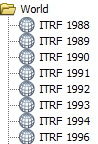 World
ITRF 1988
ITRF 1989
ITRF 1990
ITRF 1991
ITRF 1992
ITRF 1993
ITRF 1994
ITRF 1996